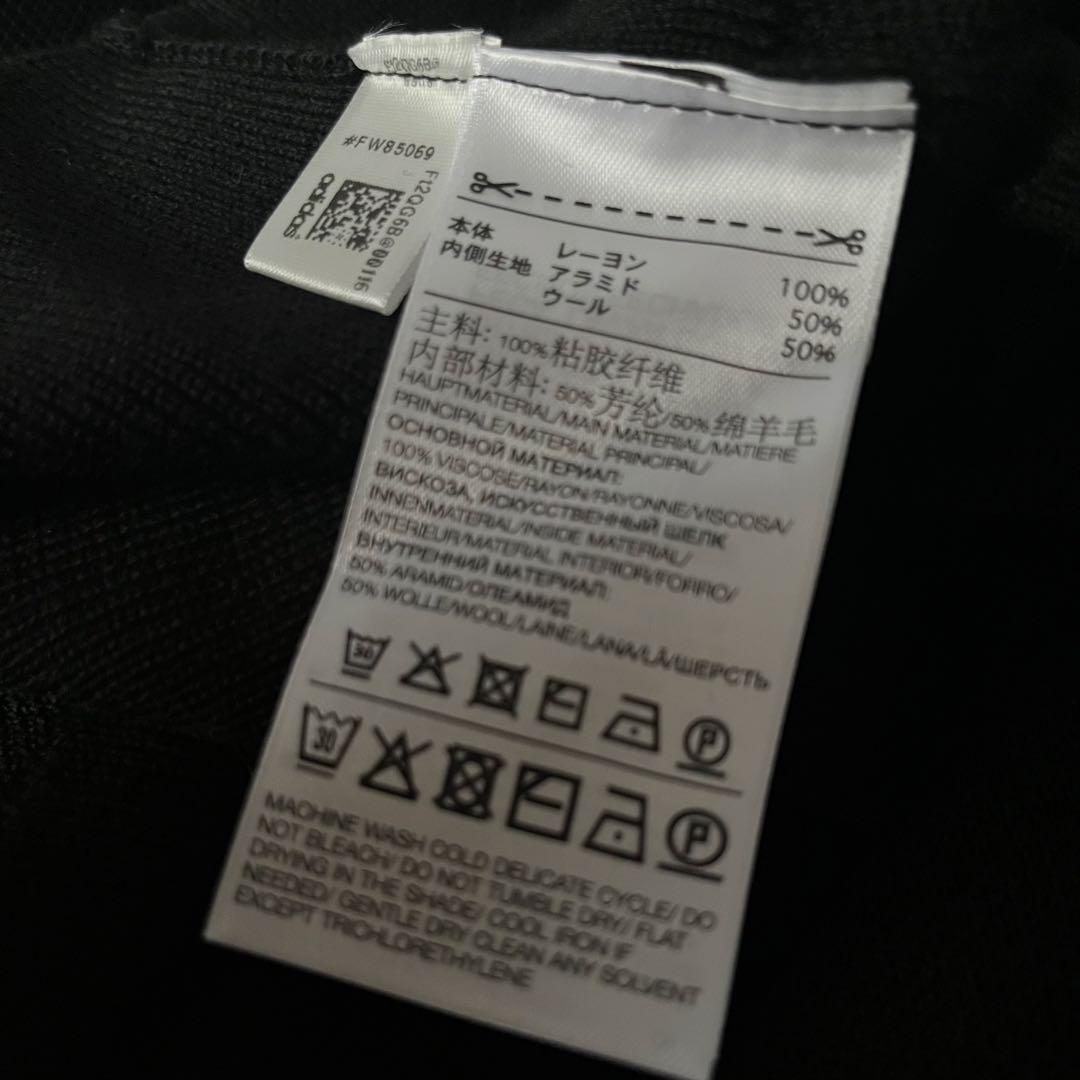 #FW85069
F12QG6B@00116
adidas
本体 レーヨン 100%
内側生地 アラミド 50%
ウール 50%
主料: 100%粘胶纤维
内部材料: 50%芳纶/50%绵羊毛
HAUPTMATERIAL/MAIN MATERIAL/MATIERE
PRINCIPALE/MATERIAL PRINCIPAL/
ОСНОВНОЙ МАТЕРИАЛ:
100% VISCOSE/RAYON/RAYONNE/VISCOSA/
ВИСКОЗА, ИСКУССТВЕННЫЙ ШЕЛК
INNENMATERIAL/INSIDE MATERIAL/
INTERIEUR/MATERIAL INTERIOR/FORRO/
ВНУТРЕННИЙ МАТЕРИАЛ:
50% ARAMID/ОЛЕАМИД
50% WOLLE/WOOL/LAINE/LANA/LÃ/ШЕРСТЬ
30
P
30
P
MACHINE WASH COLD DELICATE CYCLE/ DO
NOT BLEACH/ DO NOT TUMBLE DRY/ FLAT
DRYING IN THE SHADE/ COOL IRON IF
NEEDED/ GENTLE DRY CLEAN ANY SOLVENT
EXCEPT TRICHLORETHYLENE